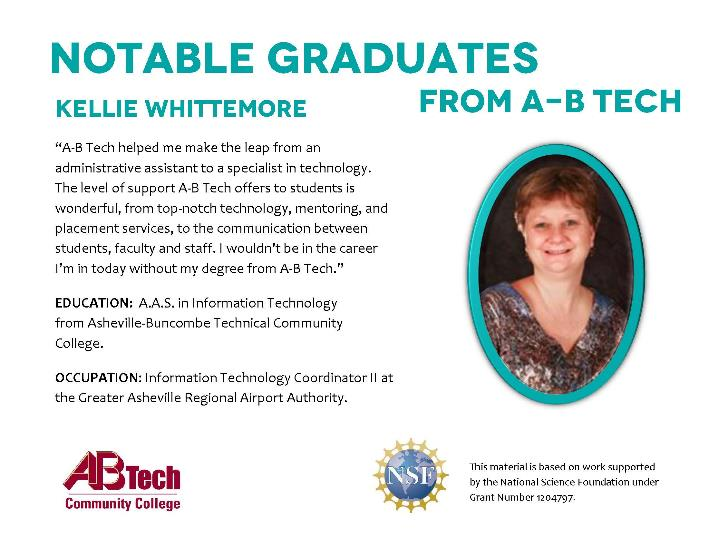 NOTABLE GRADUATES
FROM A-B TECH
KELLIE WHITTEMORE
“A-B Tech helped me make the leap from an
administrative assistant to a specialist in technology.
The level of support A-B Tech offers to students is
wonderful, from top-notch technology, mentoring, and
placement services, to the communication between
students, faculty and staff. I wouldn’t be in the career
I’m in today without my degree from A-B Tech.”
EDUCATION: A.A.S. in Information Technology
from Asheville-Buncombe Technical Community
College.
OCCUPATION: Information Technology Coordinator II at
the Greater Asheville Regional Airport Authority.
AB Tech
Community College
NSF
This material is based on work supported
by the National Science Foundation under
Grant Number 1204797.